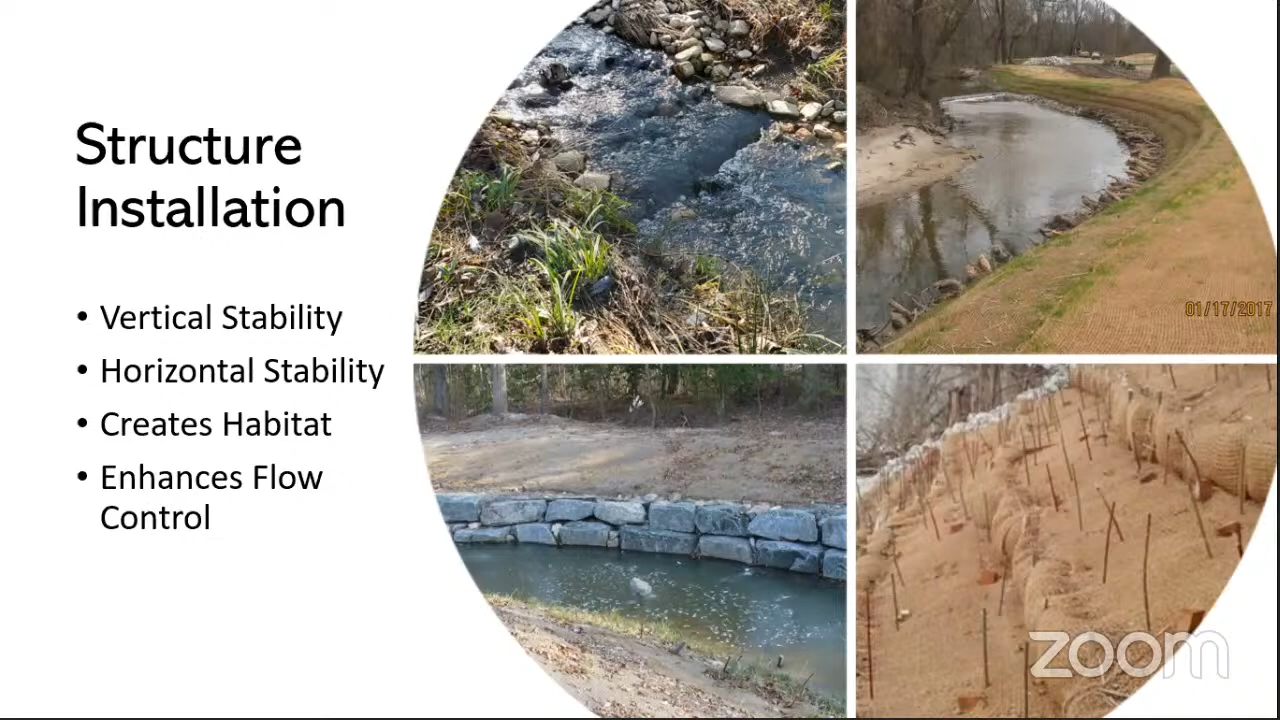 Structure
Installation
• Vertical Stability
• Horizontal Stability
• Creates Habitat
• Enhances Flow
Control
01/17/2017
zoom